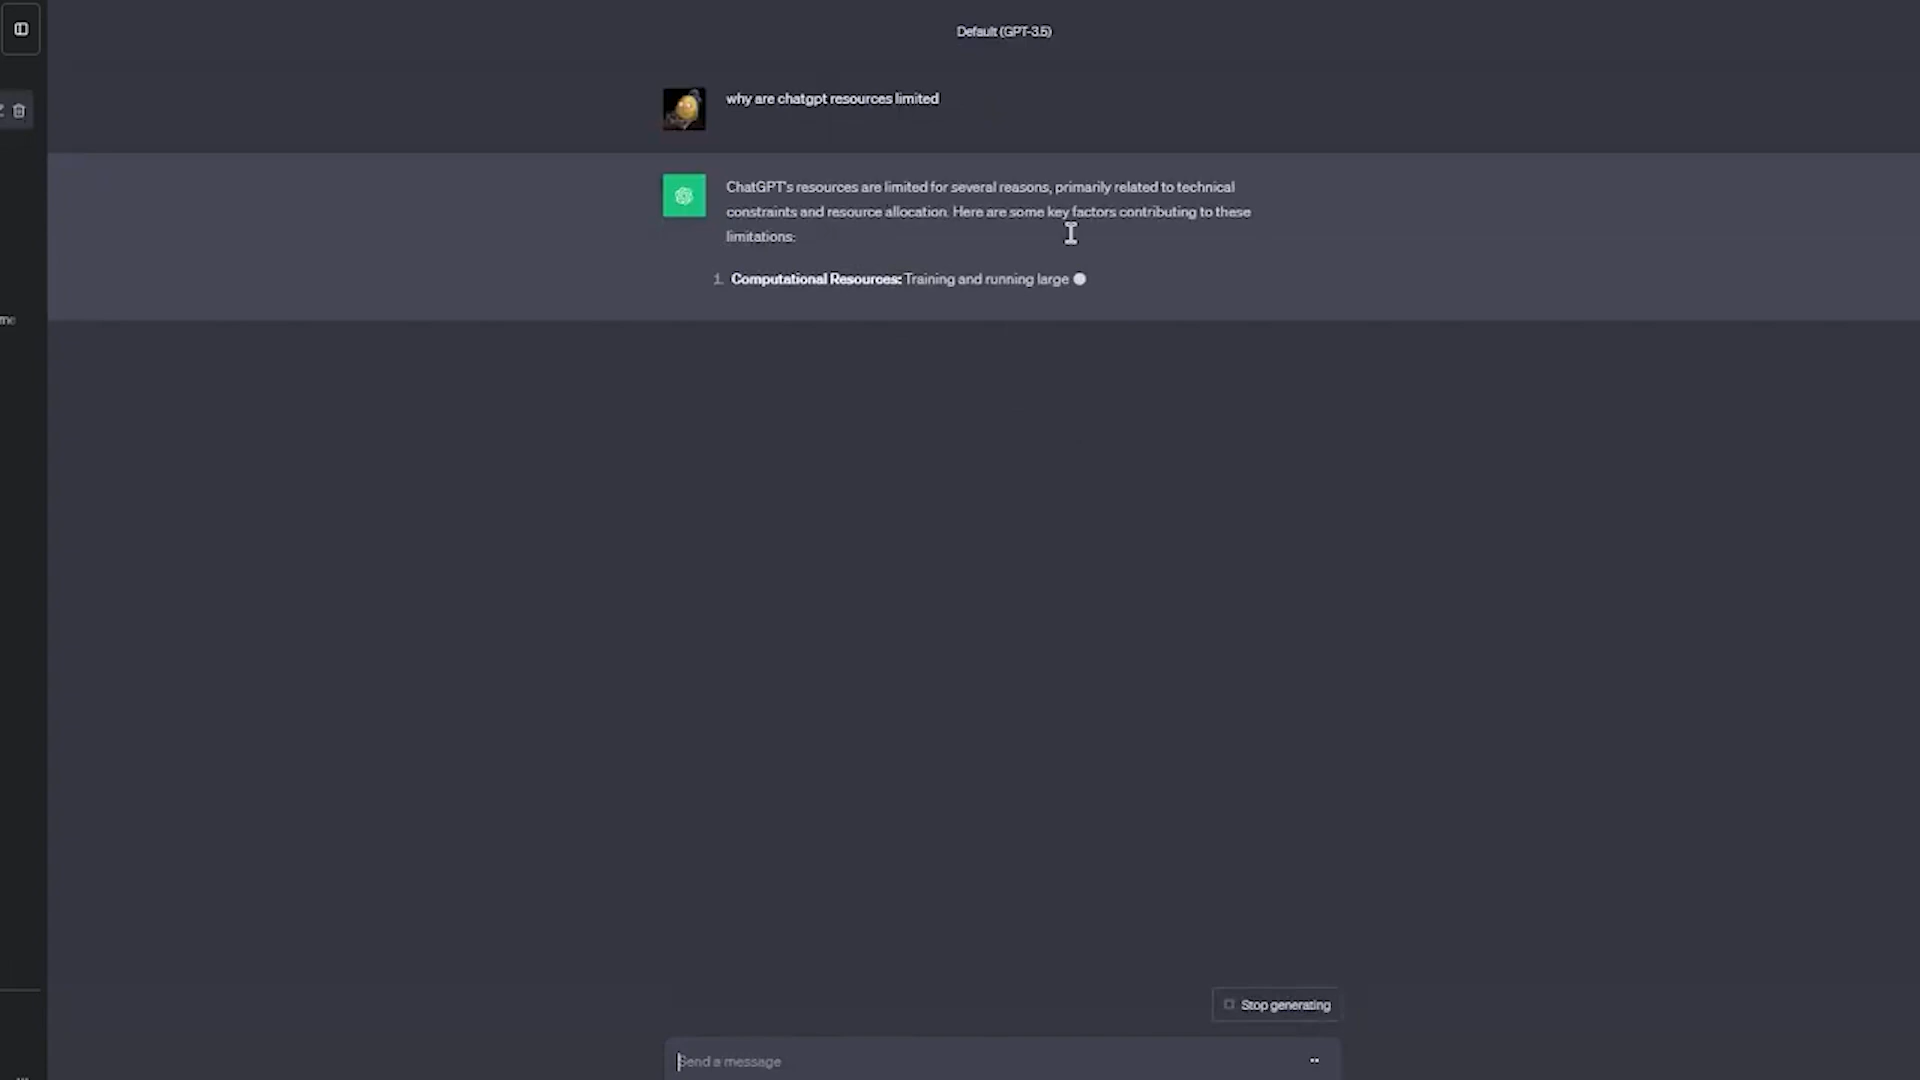 Default (GPT-3.5)
why are chatgpt resources limited
ChatGPT's resources are limited for several reasons, primarily related to technical
constraints and resource allocation. Here are some key factors contributing to these
limitations:
1. Computational Resources: Training and running large
me
Stop generating
Send a message